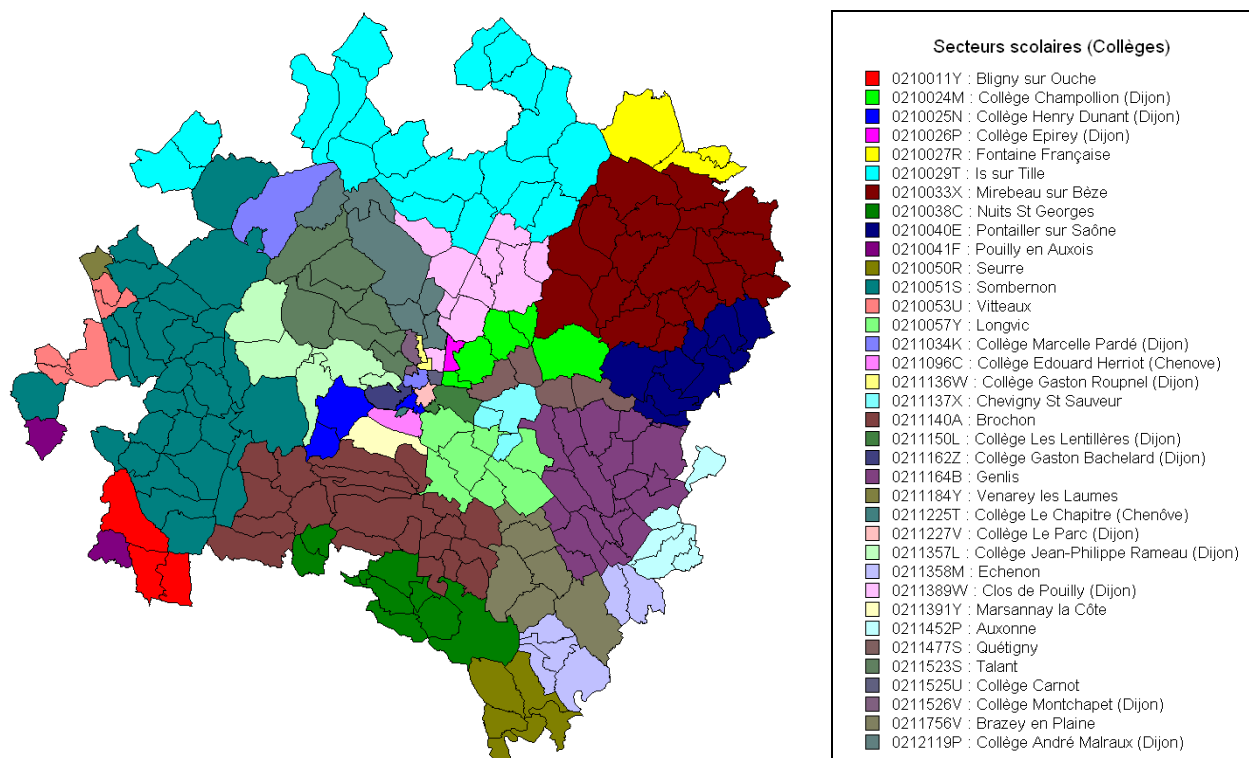 Secteurs scolaires (Collèges)
0210011Y : Bligny sur Ouche
0210024M : Collège Champollion (Dijon)
0210025N : Collège Henry Dunant (Dijon)
0210026P : Collège Epirey (Dijon)
0210027R : Fontaine Française
0210029T : Is sur Tille
0210033X : Mirebeau sur Bèze
0210038C : Nuits St Georges
0210040E : Pontailler sur Saône
0210041F : Pouilly en Auxois
0210050R : Seurre
0210051S : Sombernon
0210053U : Vitteaux
0210057Y : Longvic
0211034K : Collège Marcelle Pardé (Dijon)
0211096C : Collège Edouard Herriot (Chenove)
0211136W : Collège Gaston Roupnel (Dijon)
0211137X : Chevigny St Sauveur
0211140A : Brochon
0211150L : Collège Les Lentillères (Dijon)
0211162Z : Collège Gaston Bachelard (Dijon)
0211164B : Genlis
0211184Y : Venarey les Laumes
0211225T : Collège Le Chapitre (Chenôve)
0211227V : Collège Le Parc (Dijon)
0211357L : Collège Jean-Philippe Rameau (Dijon)
0211358M : Echenon
0211389W : Clos de Pouilly (Dijon)
0211391Y : Marsannay la Côte
0211452P : Auxonne
0211477S : Quétigny
0211523S : Talant
0211525U : Collège Carnot
0211526V : Collège Montchapet (Dijon)
0211756V : Brazey en Plaine
0212119P : Collège André Malraux (Dijon)